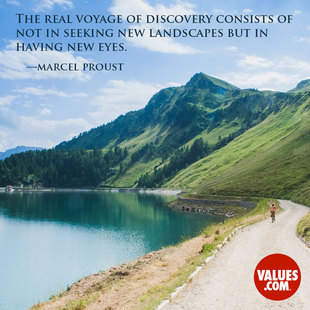 The real voyage of discovery consists of
not in seeking new landscapes but in
having new eyes.
—marcel proust
VALUES
.COM